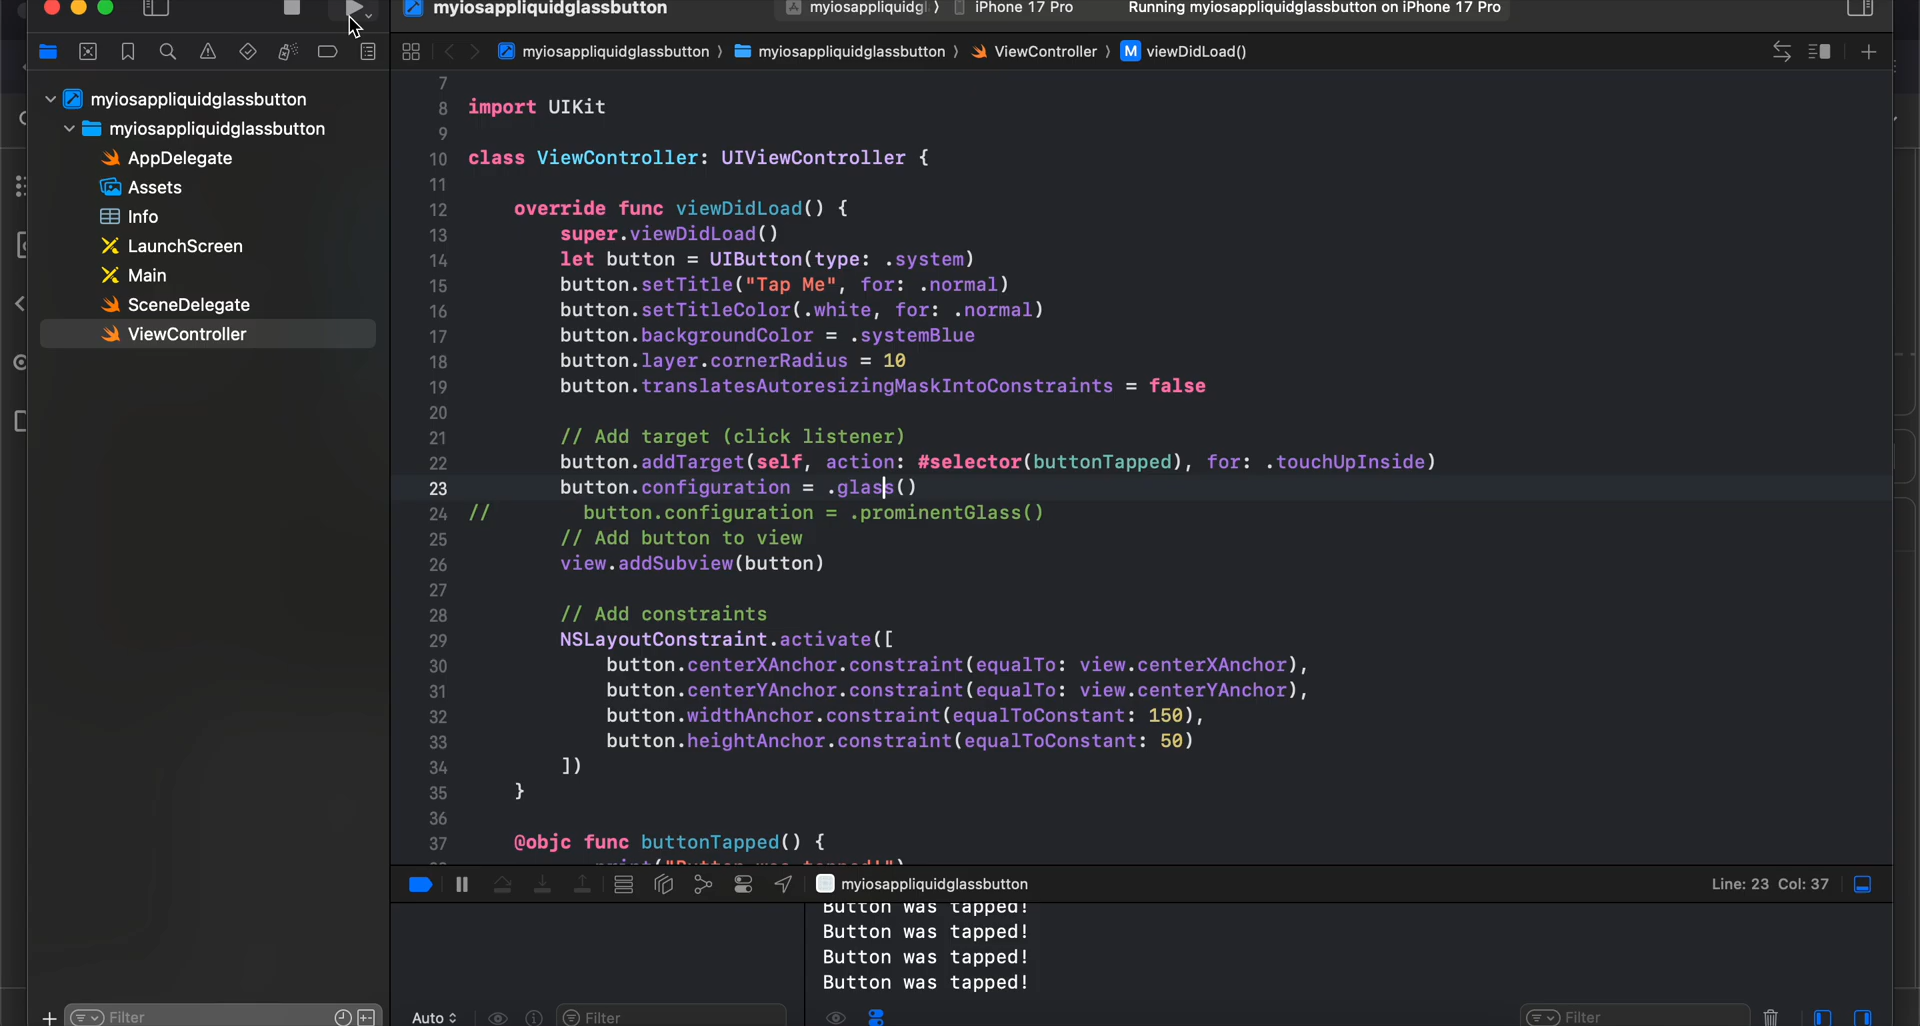 myiosappliquidglassbutton
myiosappliquidgl 〉 iPhone 17 Pro
Running myiosappliquidglassbutton on iPhone 17 Pro
myiosappliquidglassbutton 〉 myiosappliquidglassbutton 〉 ViewController 〉 M viewDidLoad()
myiosappliquidglassbutton
myiosappliquidglassbutton
AppDelegate
Assets
Info
LaunchScreen
Main
SceneDelegate
ViewController
7
8 import UIKit
9
10 class ViewController: UIViewController {
11
12 override func viewDidLoad() {
13 super.viewDidLoad()
14 let button = UIButton(type: .system)
15 button.setTitle("Tap Me", for: .normal)
16 button.setTitleColor(.white, for: .normal)
17 button.backgroundColor = .systemBlue
18 button.layer.cornerRadius = 10
19 button.translatesAutoresizingMaskIntoConstraints = false
20
21 // Add target (click listener)
22 button.addTarget(self, action: #selector(buttonTapped), for: .touchUpInside)
23 button.configuration = .glass()
24 // button.configuration = .prominentGlass()
25 // Add button to view
26 view.addSubview(button)
27
28 // Add constraints
29 NSLayoutConstraint.activate([
30 button.centerXAnchor.constraint(equalTo: view.centerXAnchor),
31 button.centerYAnchor.constraint(equalTo: view.centerYAnchor),
32 button.widthAnchor.constraint(equalToConstant: 150),
33 button.heightAnchor.constraint(equalToConstant: 50)
34 ])
35 }
36
37 @objc func buttonTapped() {
print("Button was tapped!")
myiosappliquidglassbutton
Line: 23 Col: 37
Button was tapped!
Button was tapped!
Button was tapped!
Button was tapped!
Filter
Auto
Filter
Filter